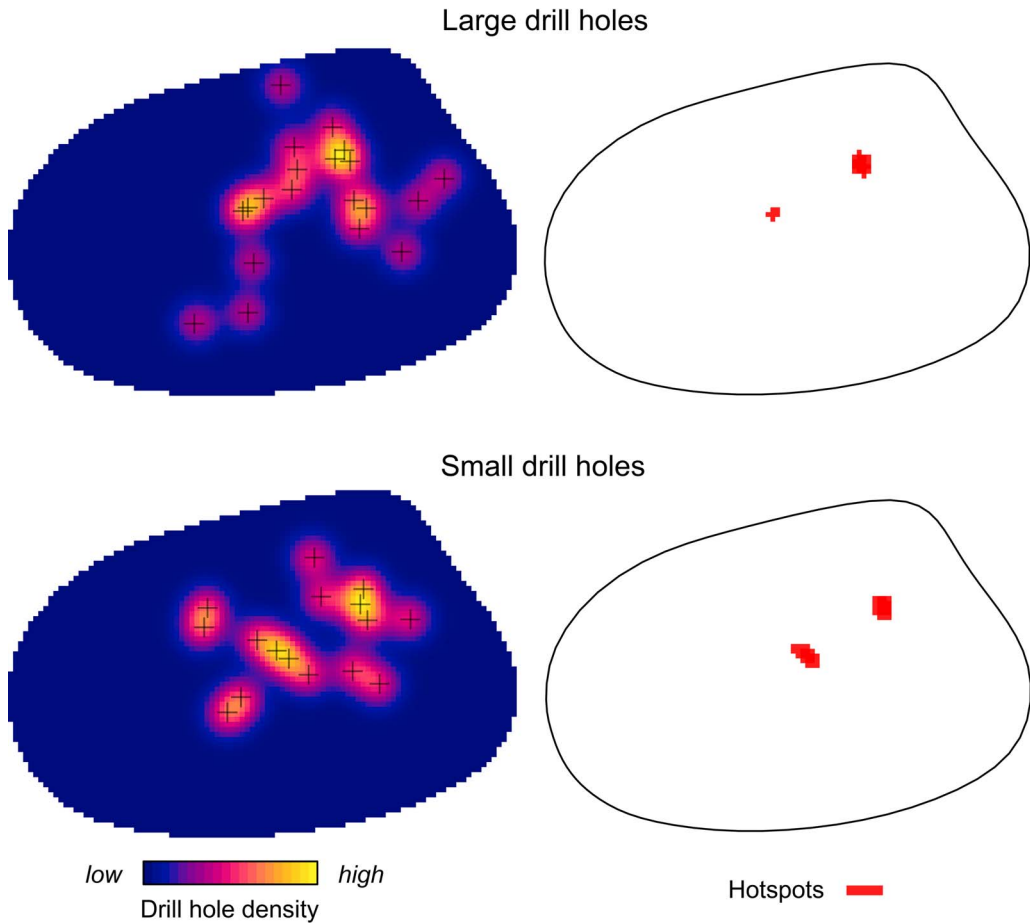 Large drill holes
Small drill holes
low high
Drill hole density
Hotspots